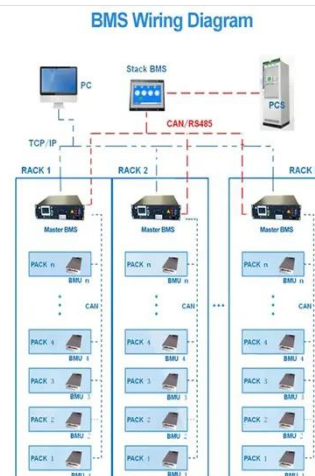 BMS Wiring Diagram
Stack BMS
PC
PCS
CAN/RS485
TCP/IP
RACK 1
RACK 2
RACK
Master BMS
Master BMS
Master BMS
PACK n
BMU n
PACK n
BMU n
PACK n
BMU n
CAN
CAN
CAN
PACK 4
BMU 4
PACK 4
BMU 4
PACK 4
BMU 4
PACK 3
BMU 3
PACK 3
BMU 3
PACK 3
BMU 3
PACK 2
BMU 2
PACK 2
BMU 2
PACK 2
BMU 2
PACK 1
PACK 1
PACK 1